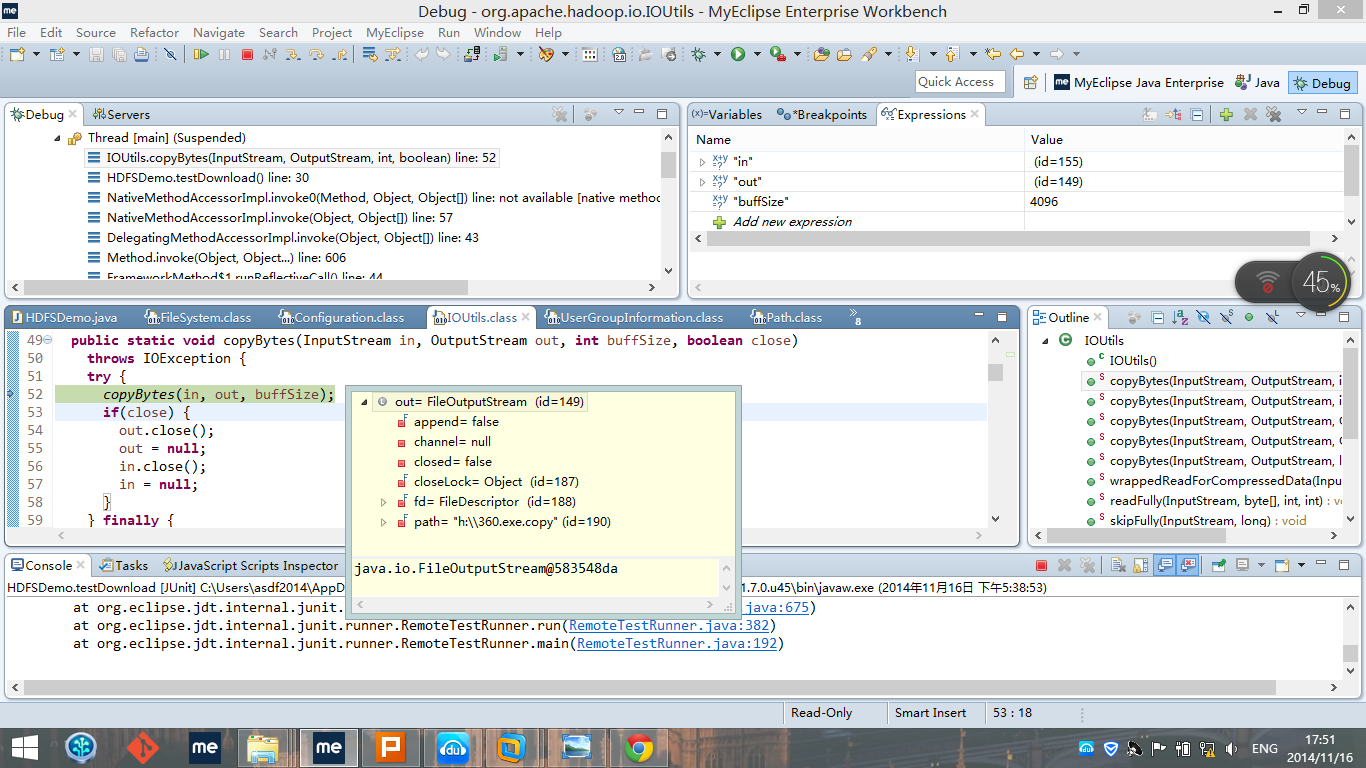 Debug - org.apache.hadoop.io.IOUtils - MyEclipse Enterprise Workbench
File Edit Source Refactor Navigate Search Project MyEclipse Run Window Help
Quick Access
MyEclipse Java Enterprise
Java
Debug
Debug
Servers
Thread [main] (Suspended)
IOUtils.copyBytes(InputStream, OutputStream, int, boolean) line: 52
HDFSDemo.testDownload() line: 30
NativeMethodAccessorImpl.invoke0(Method, Object, Object[]) line: not available [native metho
NativeMethodAccessorImpl.invoke(Object, Object[]) line: 57
DelegatingMethodAccessorImpl.invoke(Object, Object[]) line: 43
Method.invoke(Object, Object...) line: 606
FrameworkMethod$1.runReflectiveCall() line: 44
Variables
*Breakpoints
Expressions
Name Value
"in" (id=155)
"out" (id=149)
"buffSize" 4096
Add new expression
45%
HDFSDemo.java
FileSystem.class
Configuration.class
IOUtils.class
UserGroupInformation.class
Path.class
»8
49 public static void copyBytes(InputStream in, OutputStream out, int buffSize, boolean close)
50 throws IOException {
51 try {
52 copyBytes(in, out, buffSize);
53 if(close) {
54 out.close();
55 out = null;
56 in.close();
57 in = null;
58 }
59 } finally {
out= FileOutputStream (id=149)
append= false
channel= null
closed= false
closeLock= Object (id=187)
fd= FileDescriptor (id=188)
path= "h:\\360.exe.copy" (id=190)
java.io.FileOutputStream@583548da
Outline
IOUtils
IOUtils()
copyBytes(InputStream, OutputStream, i
copyBytes(InputStream, OutputStream, i
copyBytes(InputStream, OutputStream, C
copyBytes(InputStream, OutputStream, C
copyBytes(InputStream, OutputStream, l
wrappedReadForCompressedData(Inpu
readFully(InputStream, byte[], int, int) : v
skipFully(InputStream, long) : void
Console
Tasks
JavaScript Scripts Inspector
HDFSDemo.testDownload [JUnit] C:\Users\asdf2014\AppD
1.7.0.u45\bin\javaw.exe (2014年11月16日 下午5:38:53)
at org.eclipse.jdt.internal.junit.
java:675)
at org.eclipse.jdt.internal.junit.runner.RemoteTestRunner.run(RemoteTestRunner.java:382)
at org.eclipse.jdt.internal.junit.runner.RemoteTestRunner.main(RemoteTestRunner.java:192)
Read-Only
Smart Insert
53 : 18
ENG
17:51
2014/11/16